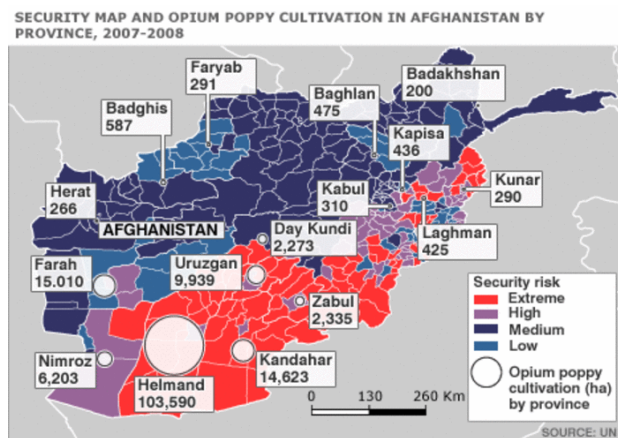 SECURITY MAP AND OPIUM POPPY CULTIVATION IN AFGHANISTAN BY
PROVINCE, 2007-2008
Faryab
291
Badakhshan
200
Baghlan
475
Badghis
587
Kapisa
436
Herat
266
Kabul
310
Kunar
290
AFGHANISTAN
Day Kundi
2,273
Laghman
425
Farah
15.010
Uruzgan
9,939
Zabul
2,335
Nimroz
6,203
Helmand
103,590
Kandahar
14,623
Security risk
Extreme
High
Medium
Low
Opium poppy
cultivation (ha)
by province
0 130 260 Km
SOURCE: UN